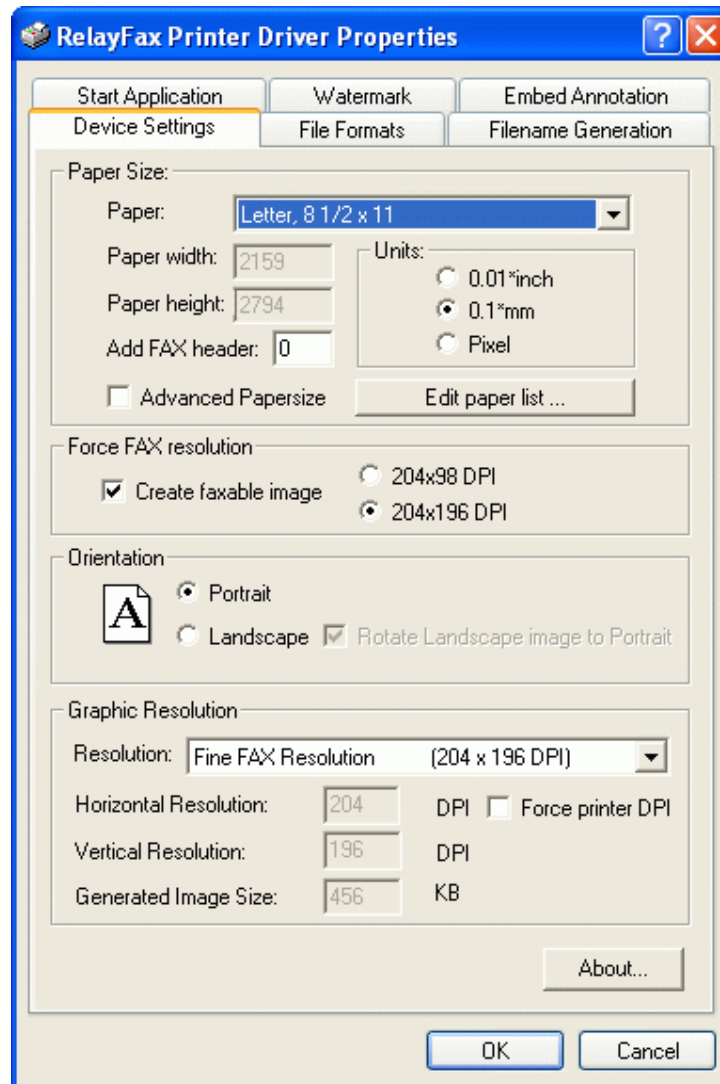 RelayFax Printer Driver Properties
Start Application Watermark Embed Annotation
Device Settings File Formats Filename Generation
Paper Size:
Paper: Letter, 8 1/2 x 11
Paper width: 2159
Units:
0.01*inch
Paper height: 2794
0.1*mm
Add FAX header: 0
Pixel
Advanced Papersize
Edit paper list ...
Force FAX resolution
Create faxable image
204x98 DPI
204x196 DPI
Orientation
A
Portrait
Landscape Rotate Landscape image to Portrait
Graphic Resolution
Resolution: Fine FAX Resolution (204 x 196 DPI)
Horizontal Resolution: 204 DPI Force printer DPI
Vertical Resolution: 196 DPI
Generated Image Size: 456 KB
About...
OK Cancel